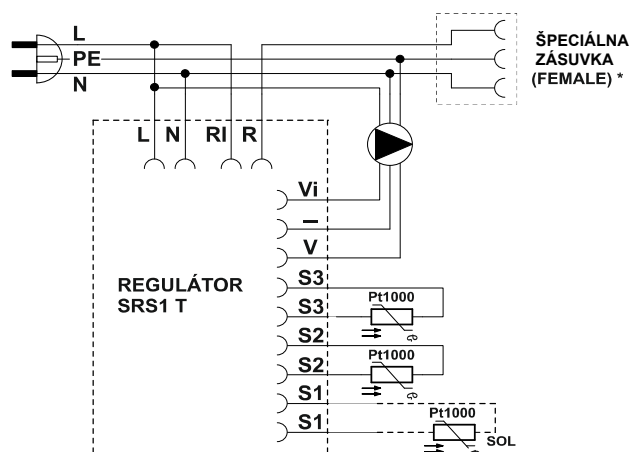 L
PE
N
ŠPECIÁLNA
ZÁSUVKA
(FEMALE) *
L N RI R
Vi
–
V
REGULÁTOR
SRS1 T
S3
S3
Pt1000
S2
S2
Pt1000
S1
S1
Pt1000
SOL